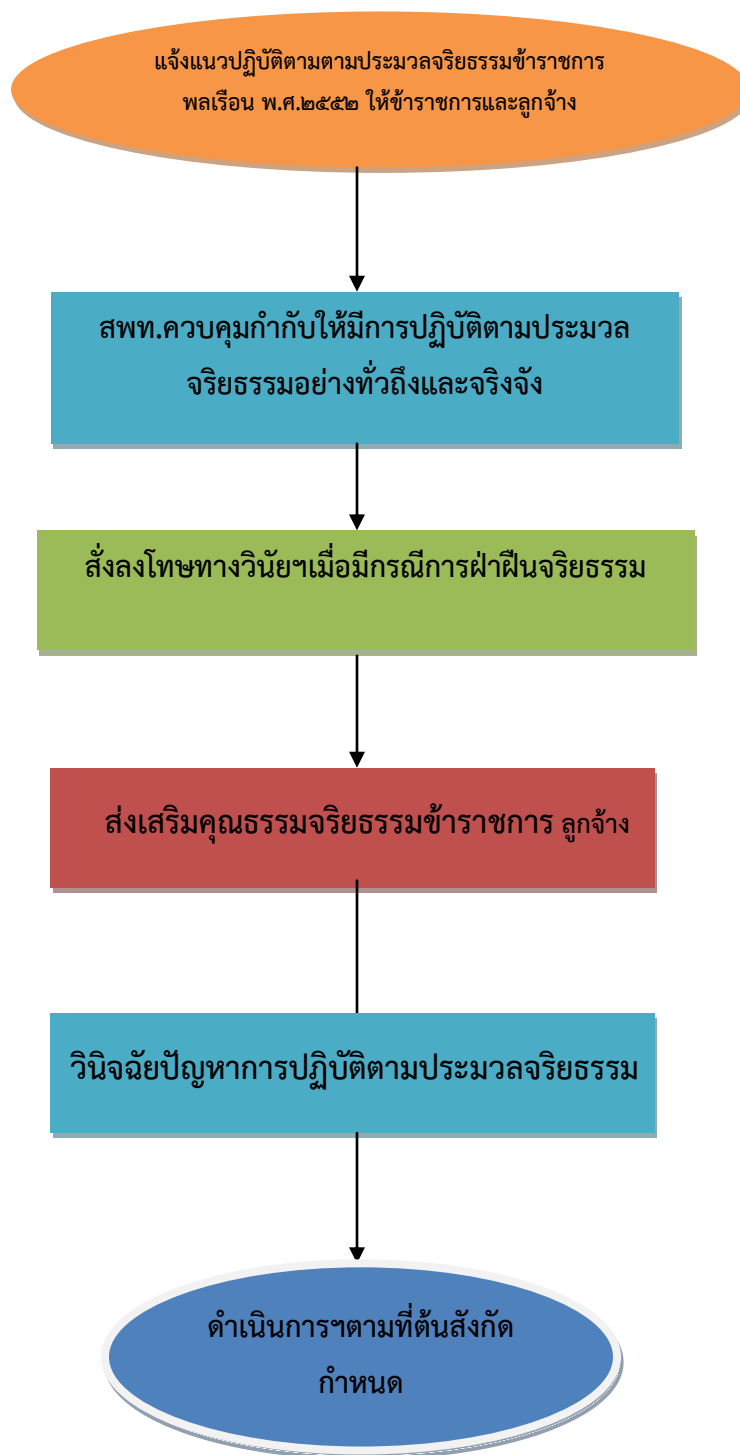 แจ้งแนวปฏิบัติตามตามประมวลจริยธรรมข้าราชการ
พลเรือน พ.ศ.๒๕๕๒ ให้ข้าราชการและลูกจ้าง
สพท.ควบคุมกำกับให้มีการปฏิบัติตามประมวล
จริยธรรมอย่างทั่วถึงและจริงจัง
สั่งลงโทษทางวินัยฯเมื่อมีกรณีการฝ่าฝืนจริยธรรม
ส่งเสริมคุณธรรมจริยธรรมข้าราชการ ลูกจ้าง
วินิจฉัยปัญหาการปฏิบัติตามประมวลจริยธรรม
ดำเนินการฯตามที่ต้นสังกัด
กำหนด